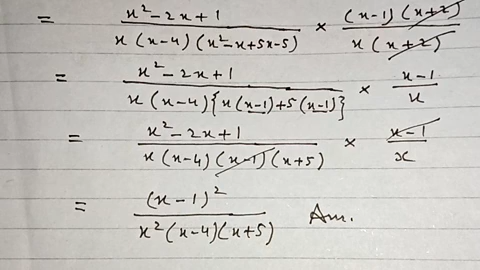 = x² - 2x + 1 / x (x-4) (x² - x + 5x - 5) × (x-1) (x+2) / x (x+2)
= x² - 2x + 1 / x (x-4) {x (x-1) + 5 (x-1)} × x-1 / x
= x² - 2x + 1 / x (x-4) (x-1) (x+5) × x-1 / x
= (x-1)² / x² (x-4) (x+5) Ans.